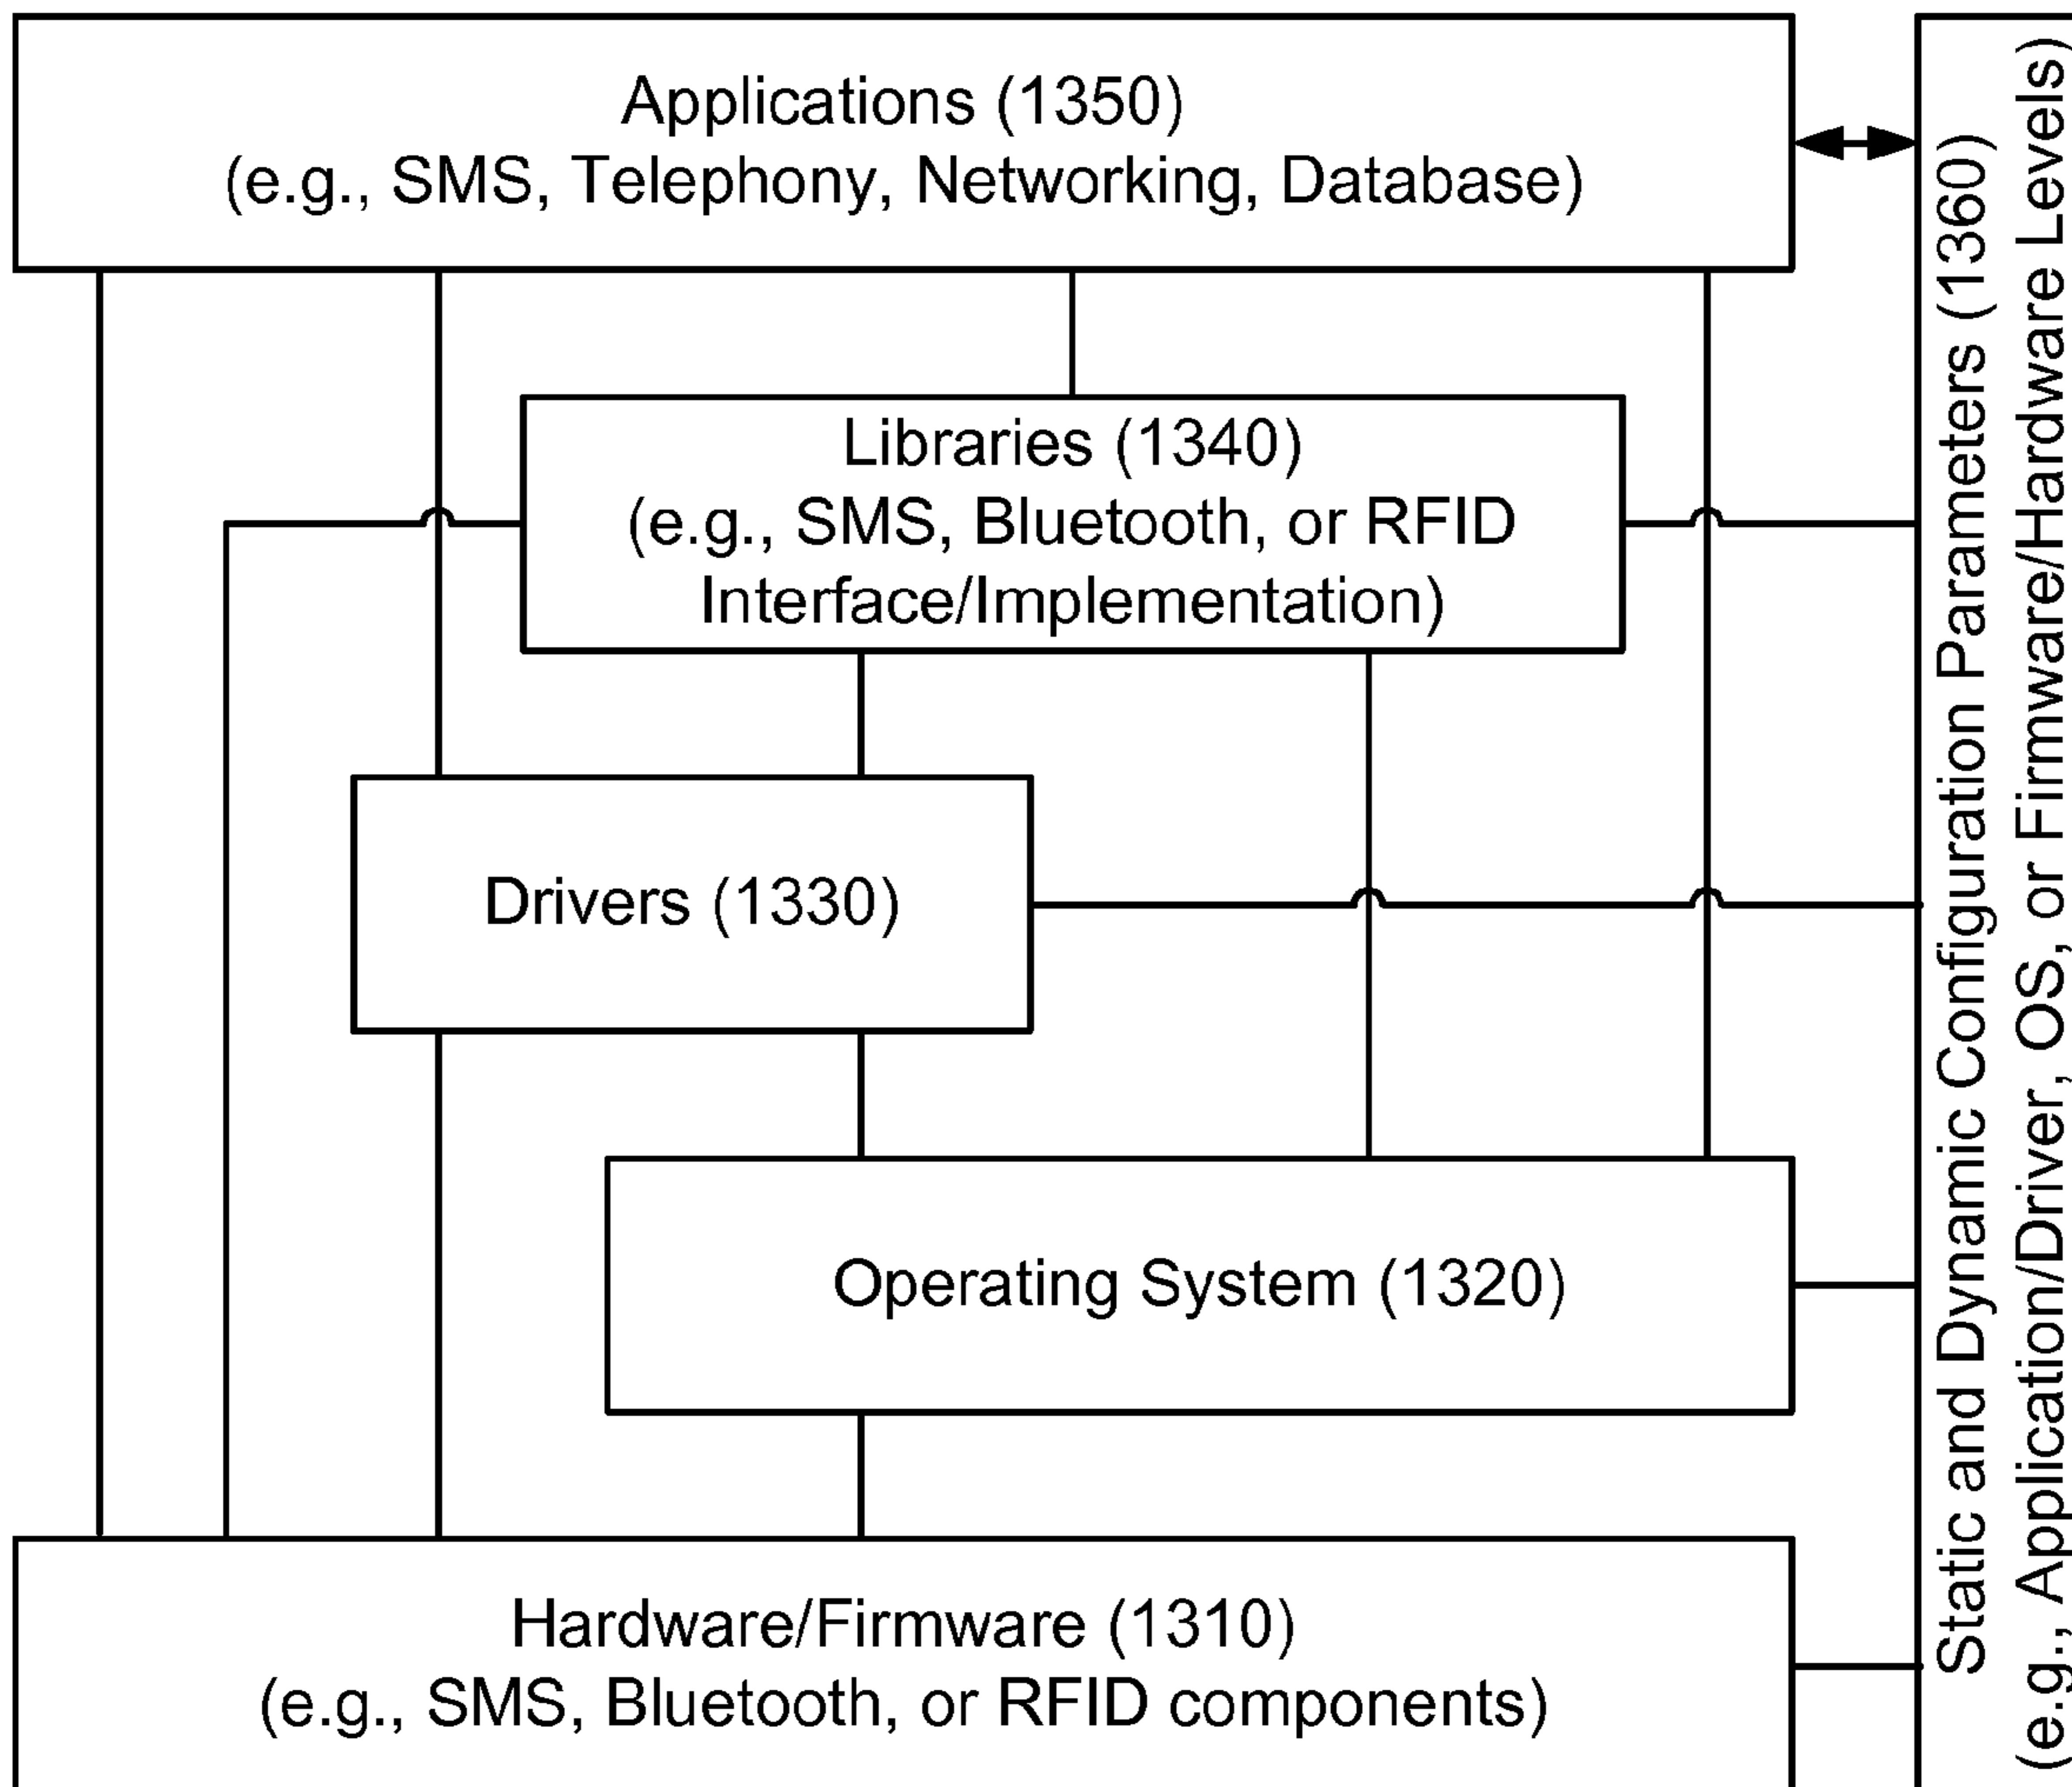 Applications (1350)
(e.g., SMS, Telephony, Networking, Database)
Libraries (1340)
(e.g., SMS, Bluetooth, or RFID
Interface/Implementation)
Drivers (1330)
Operating System (1320)
Hardware/Firmware (1310)
(e.g., SMS, Bluetooth, or RFID components)
Static and Dynamic Configuration Parameters (1360)
(e.g., Application/Driver, OS, or Firmware/Hardware Levels)